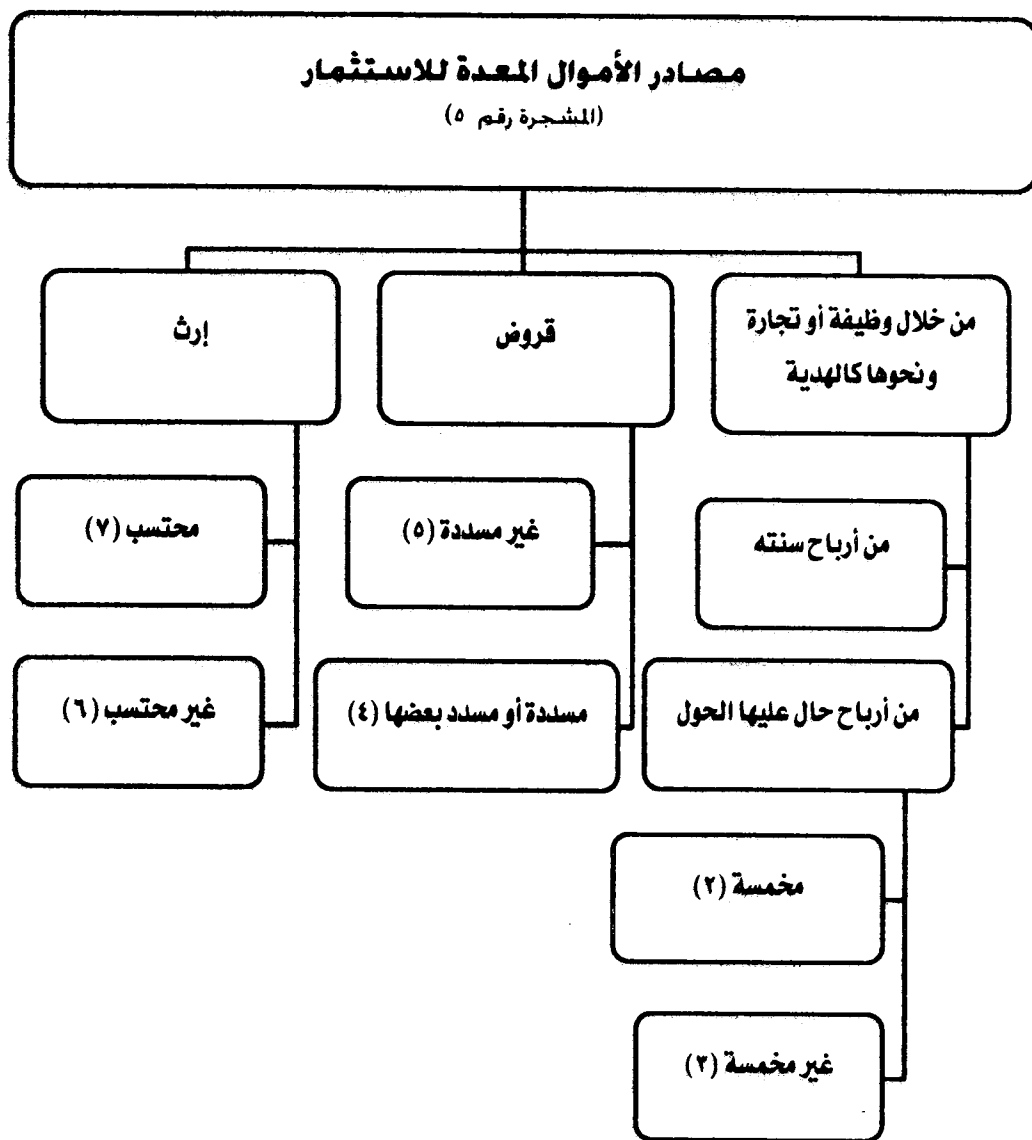 مصادر الأموال المعدة للاستثمار
(المشجرة رقم ٥)
من خلال وظيفة أو تجارة
ونحوها كالهدية
قروض
إرث
من أرباح سنته
غير مسددة (٥)
محتسب (٧)
من أرباح حال عليها الحول
مسددة أو مسدد بعضها (٤)
غير محتسب (٦)
مخمسة (٢)
غير مخمسة (٣)